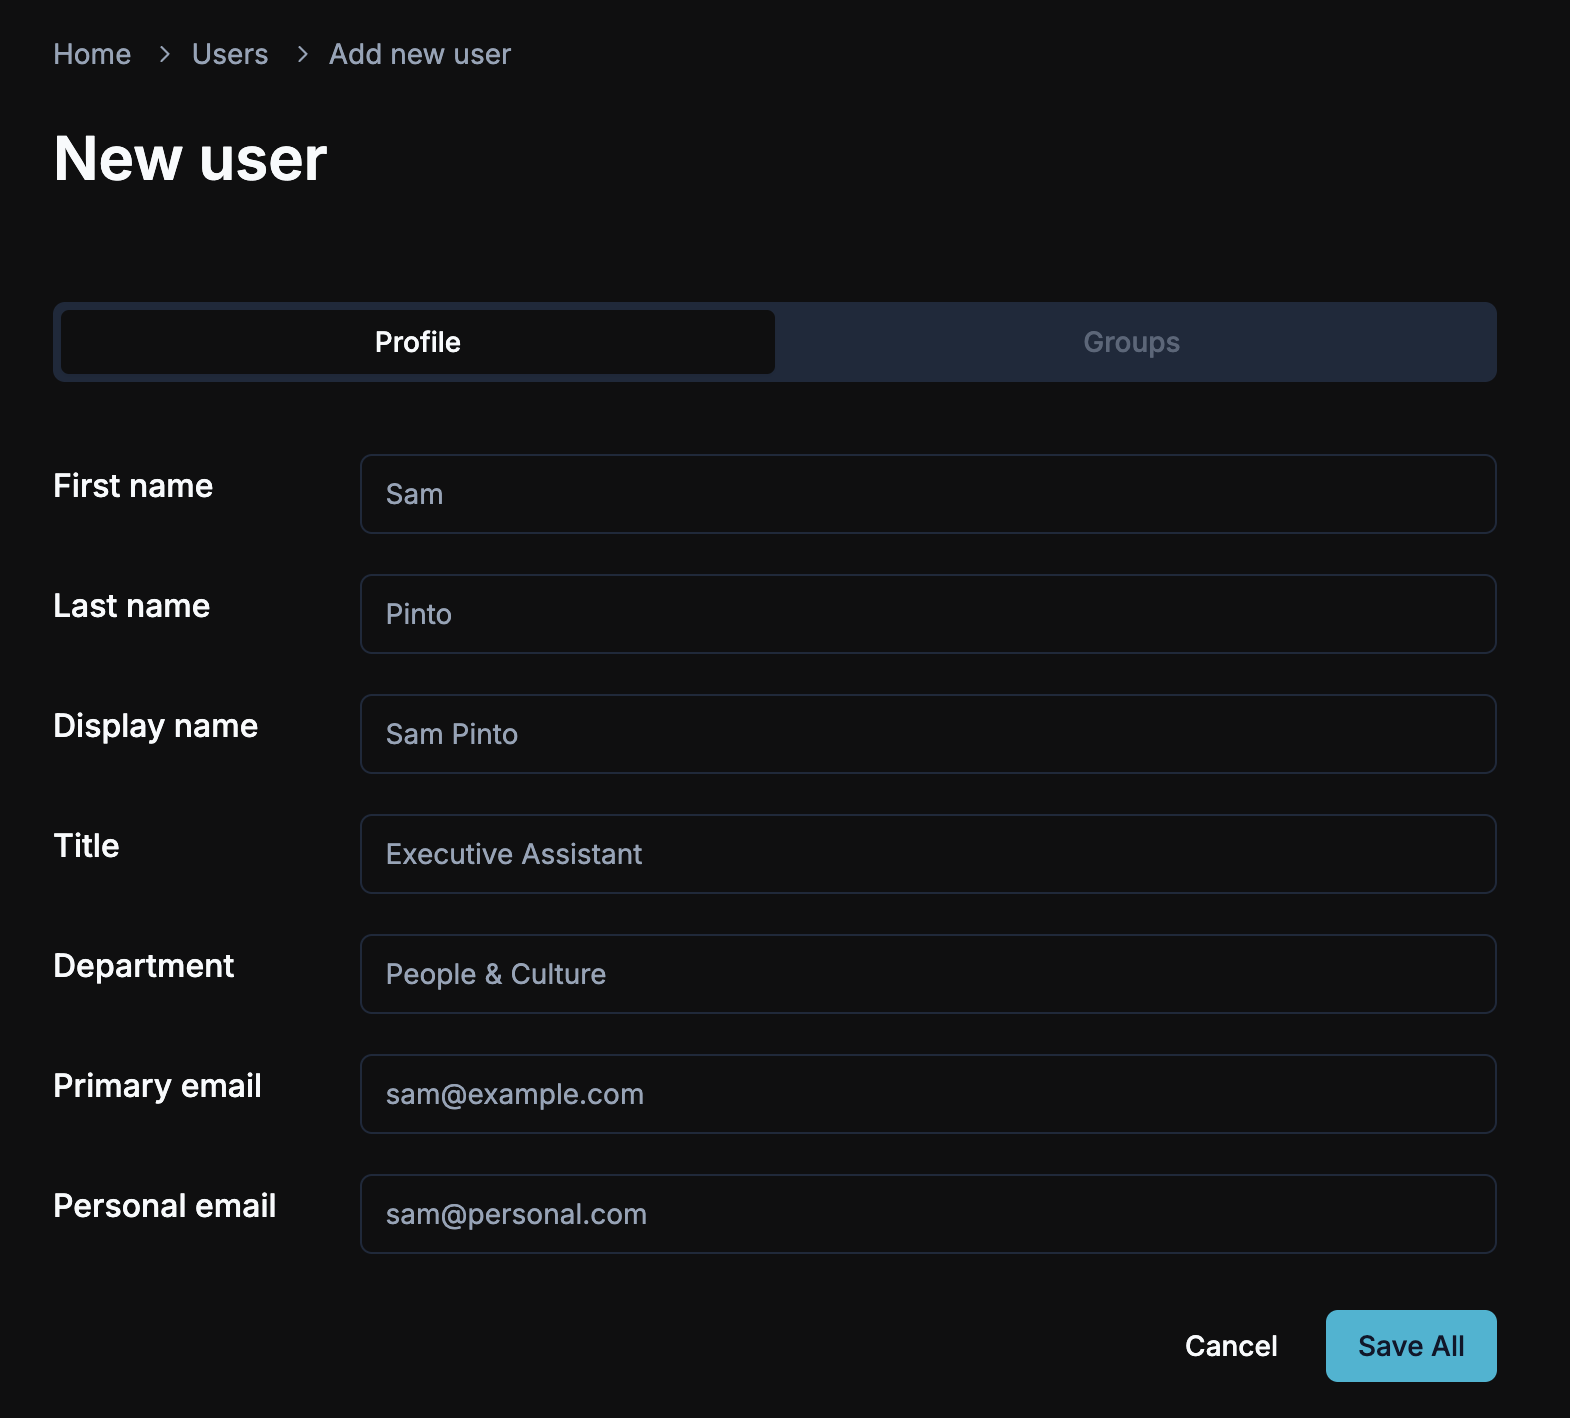 Home > Users > Add new user
New user
Profile Groups
First name Sam
Last name Pinto
Display name Sam Pinto
Title Executive Assistant
Department People & Culture
Primary email sam@example.com
Personal email sam@personal.com
Cancel Save All